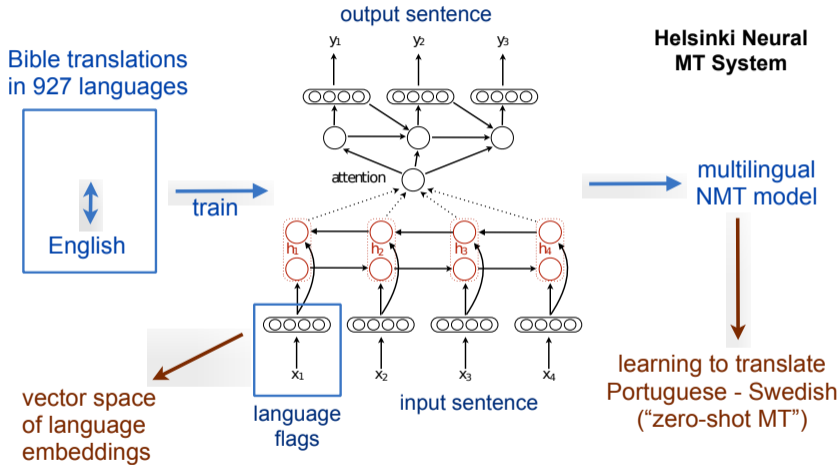 output sentence
y1 y2 y3
Helsinki Neural
MT System
Bible translations
in 927 languages
English
train
attention
h1 h2 h3 h4
multilingual
NMT model
x1 x2 x3 x4
language
flags
input sentence
vector space
of language
embeddings
learning to translate
Portuguese - Swedish
(“zero-shot MT”)